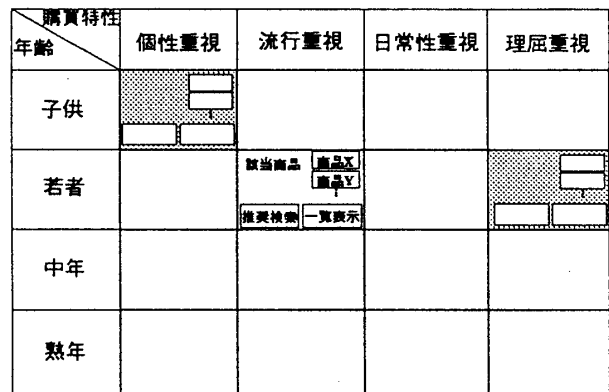 購買特性
年齢
個性重視
流行重視
日常性重視
理屈重視
子供
若者
該当商品
商品X
商品Y
推奨検索
一覧表示
中年
熟年